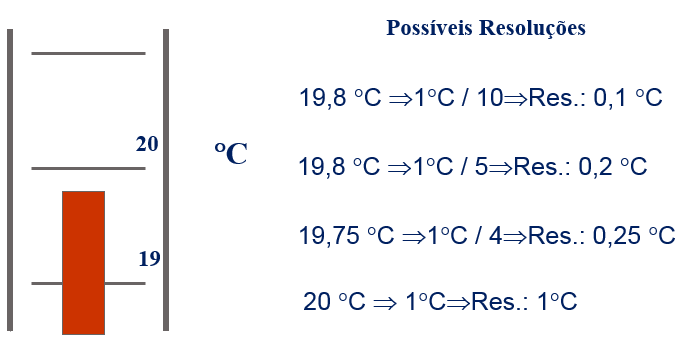 Possíveis Resoluções
20
19
°C
19,8 °C ⇒1°C / 10⇒Res.: 0,1 °C
19,8 °C ⇒1°C / 5⇒Res.: 0,2 °C
19,75 °C ⇒1°C / 4⇒Res.: 0,25 °C
20 °C ⇒ 1°C⇒Res.: 1°C